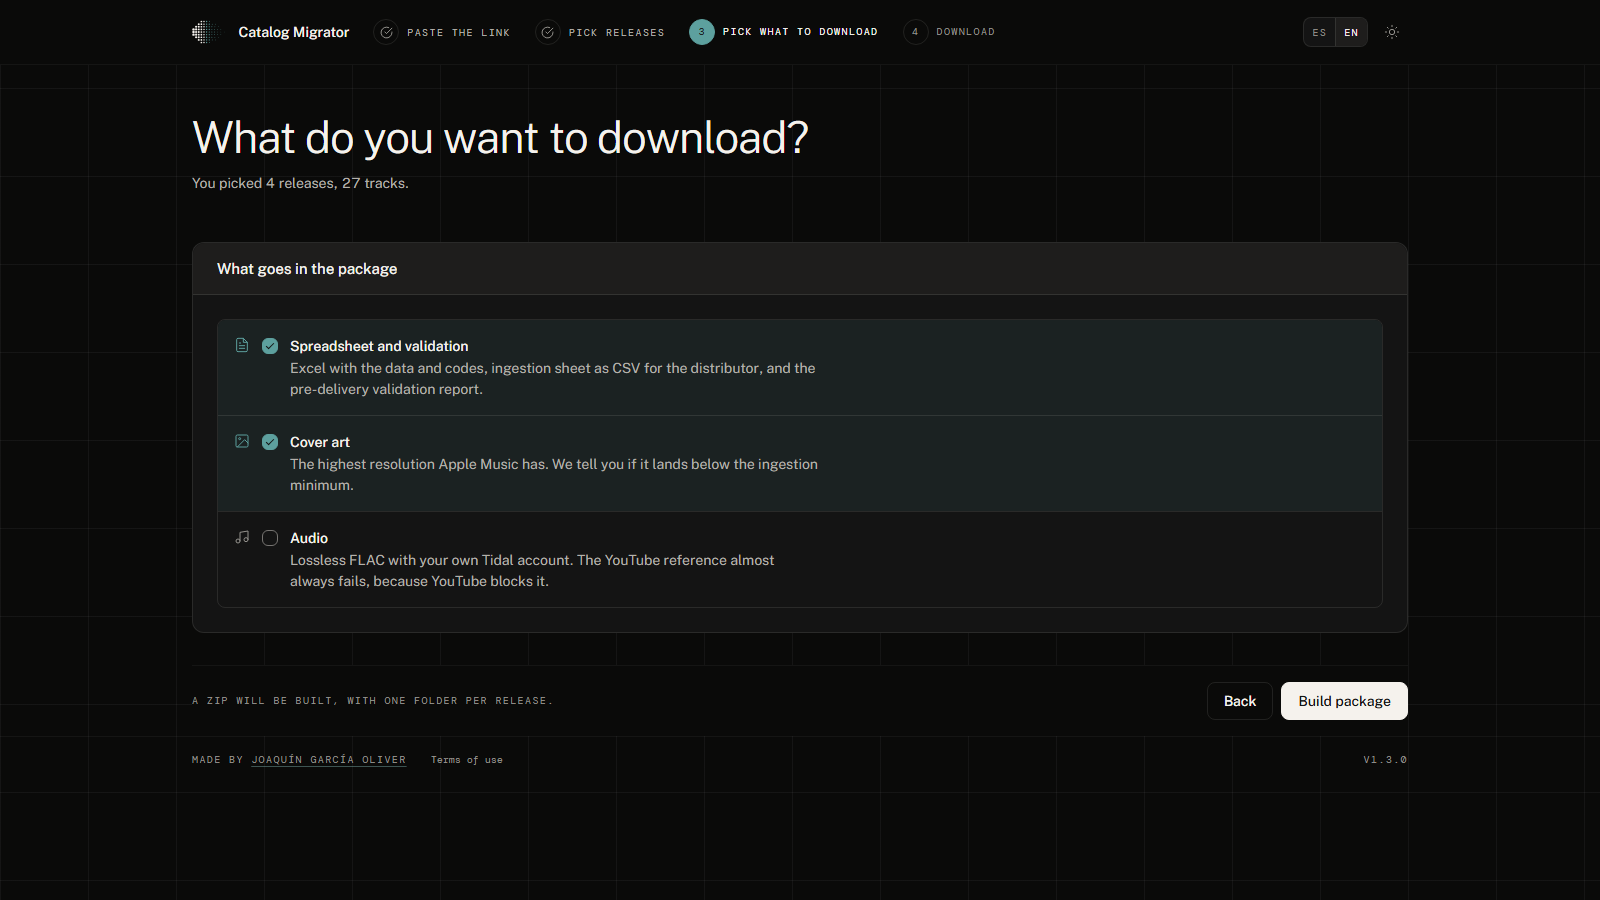 Catalog Migrator
PASTE THE LINK
PICK RELEASES
3 PICK WHAT TO DOWNLOAD
4 DOWNLOAD
ES EN
What do you want to download?
You picked 4 releases, 27 tracks.
What goes in the package
Spreadsheet and validation
Excel with the data and codes, ingestion sheet as CSV for the distributor, and the
pre-delivery validation report.
Cover art
The highest resolution Apple Music has. We tell you if it lands below the ingestion
minimum.
Audio
Lossless FLAC with your own Tidal account. The YouTube reference almost
always fails, because YouTube blocks it.
A ZIP WILL BE BUILT, WITH ONE FOLDER PER RELEASE.
Back
Build package
MADE BY JOAQUÍN GARCÍA OLIVER
Terms of use
V1.3.0